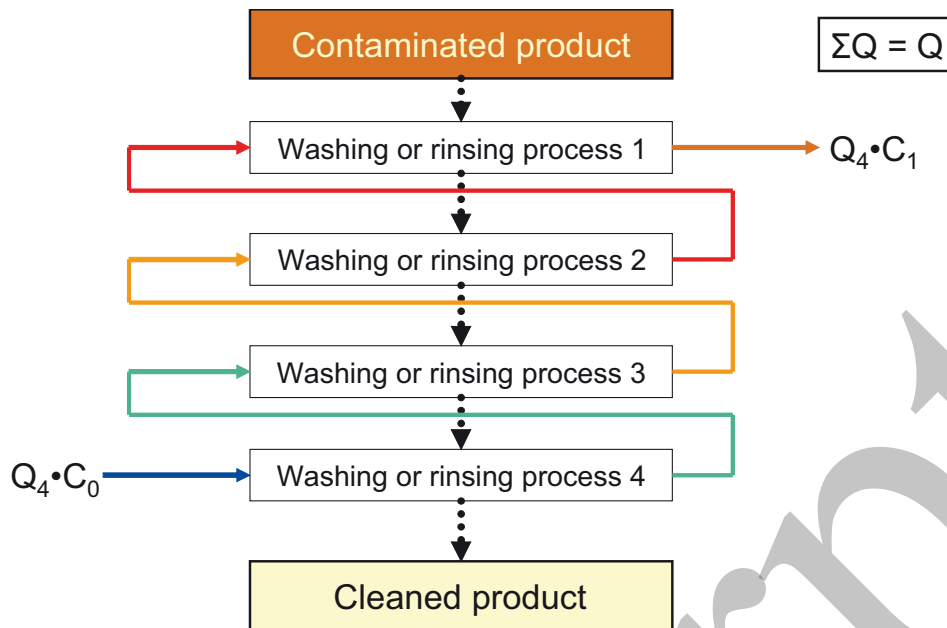 Contaminated product
ΣQ = Q
Washing or rinsing process 1
Q₄•C₁
Washing or rinsing process 2
Washing or rinsing process 3
Washing or rinsing process 4
Q₄•C₀
Cleaned product